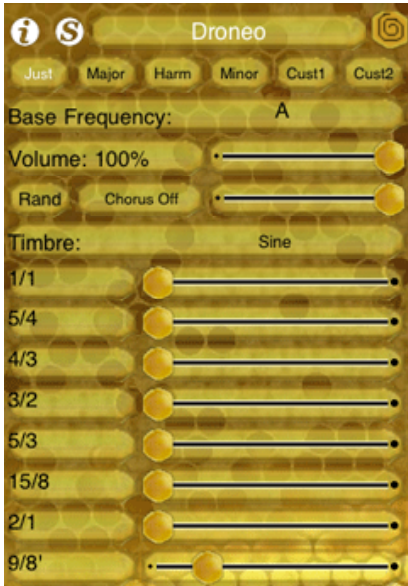 i S Droneo
Just Major Harm Minor Cust1 Cust2
Base Frequency: A
Volume: 100%
Rand Chorus Off
Timbre: Sine
1/1
5/4
4/3
3/2
5/3
15/8
2/1
9/8'